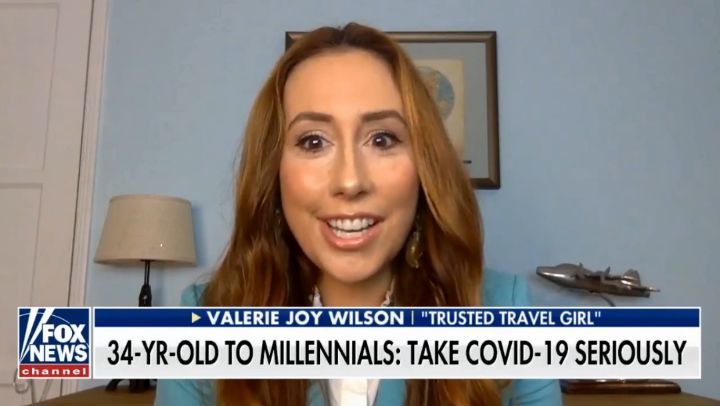 VALERIE JOY WILSON | "TRUSTED TRAVEL GIRL"
FOX
NEWS
channel
34-YR-OLD TO MILLENNIALS: TAKE COVID-19 SERIOUSLY